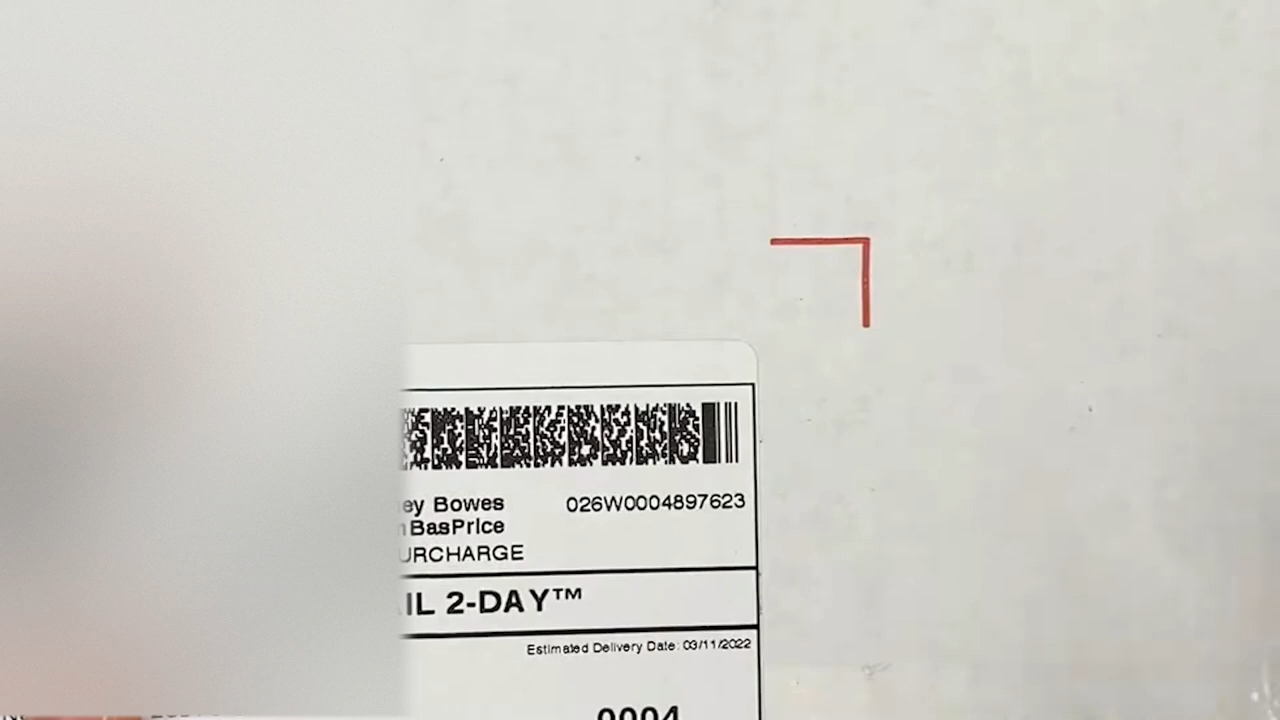 ey Bowes 026W0004897623
BasPrice
URCHARGE
IL 2-DAY™
Estimated Delivery Date: 03/11/2022
0004